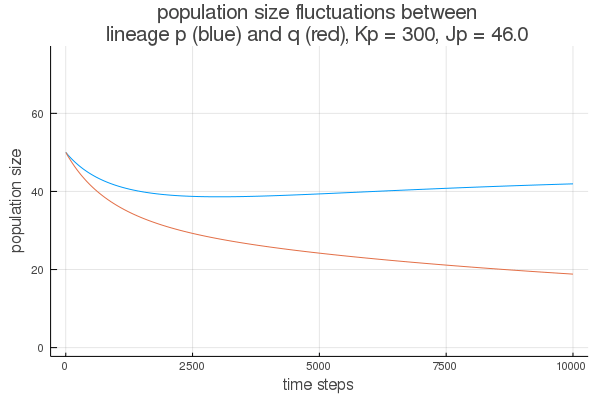 population size fluctuations between
lineage p (blue) and q (red), Kp = 300, Jp = 46.0
60
40
20
0
population size
0 2500 5000 7500 10000
time steps